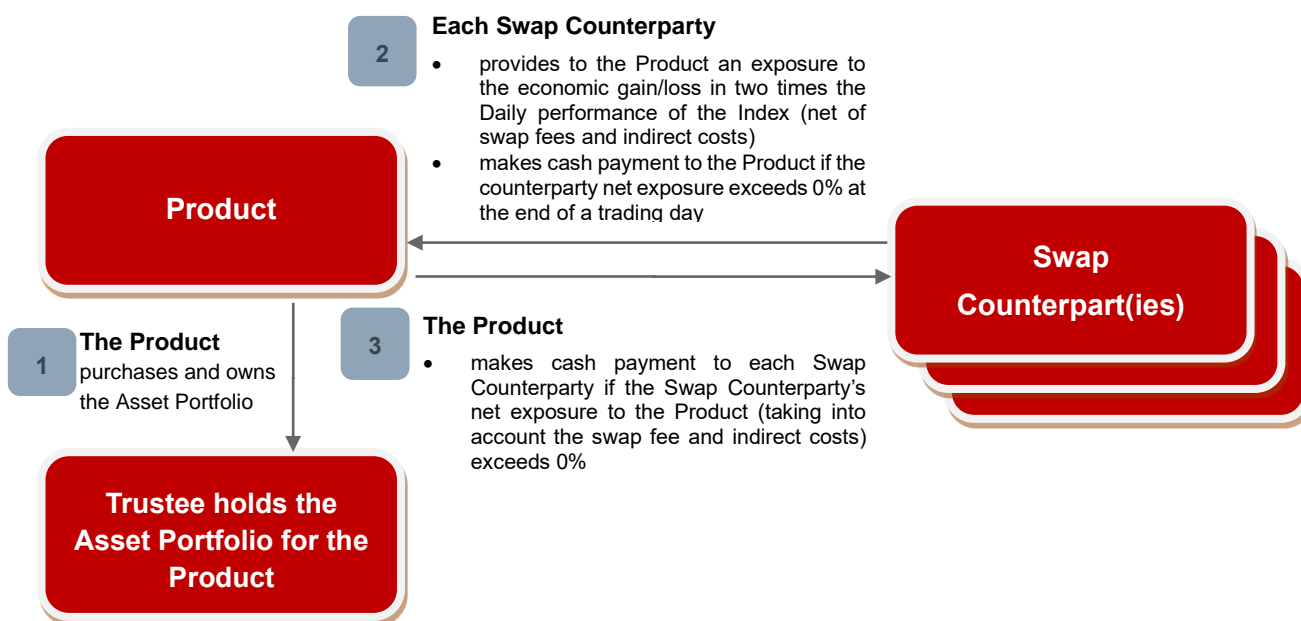 Each Swap Counterparty
2
• provides to the Product an exposure to
the economic gain/loss in two times the
Daily performance of the Index (net of
swap fees and indirect costs)
• makes cash payment to the Product if the
counterparty net exposure exceeds 0% at
the end of a trading day
Product
Swap
Counterpart(ies)
1
The Product
purchases and owns
the Asset Portfolio
3
The Product
• makes cash payment to each Swap
Counterparty if the Swap Counterparty’s
net exposure to the Product (taking into
account the swap fee and indirect costs)
exceeds 0%
Trustee holds the
Asset Portfolio for the
Product